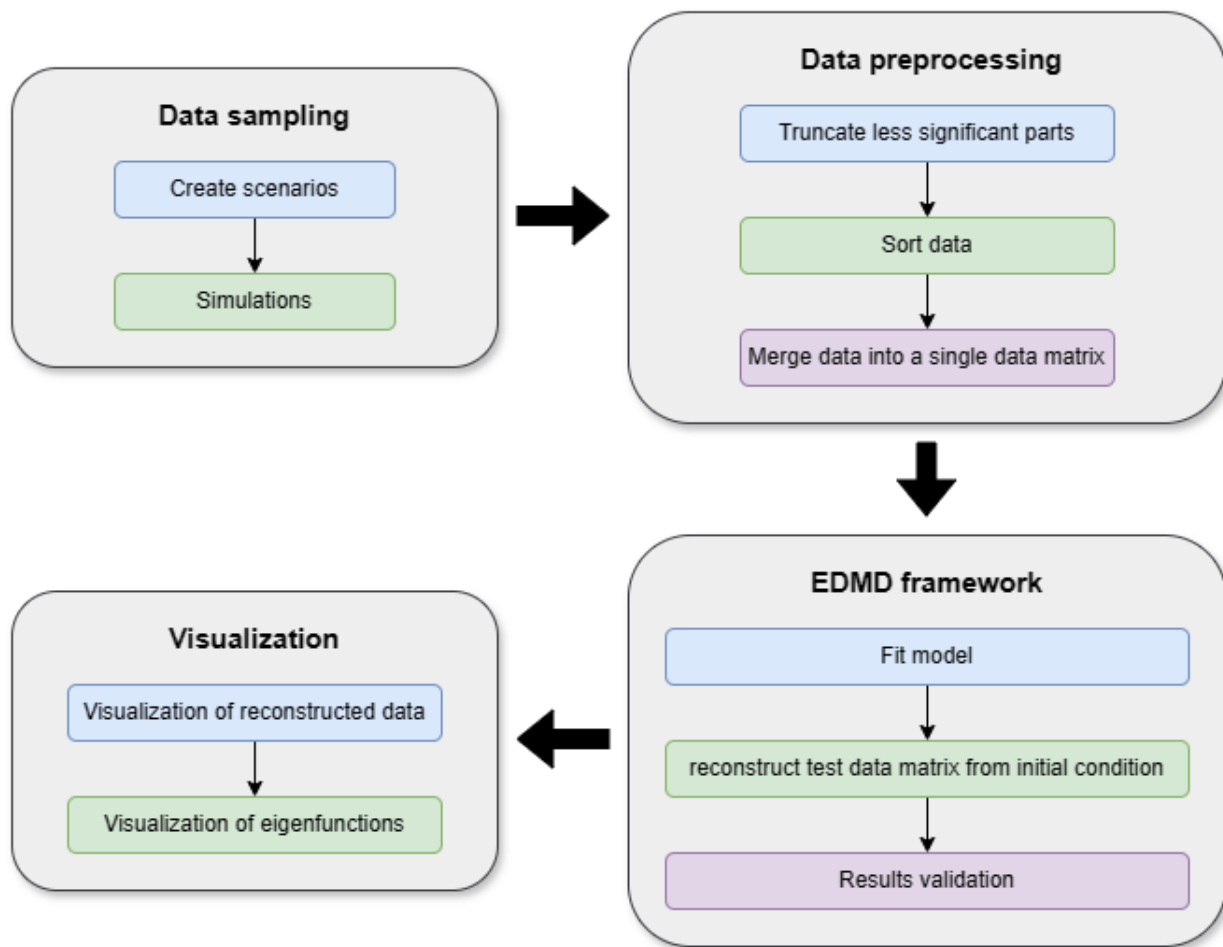 Data sampling
Create scenarios
Simulations
Data preprocessing
Truncate less significant parts
Sort data
Merge data into a single data matrix
EDMD framework
Fit model
reconstruct test data matrix from initial condition
Results validation
Visualization
Visualization of reconstructed data
Visualization of eigenfunctions